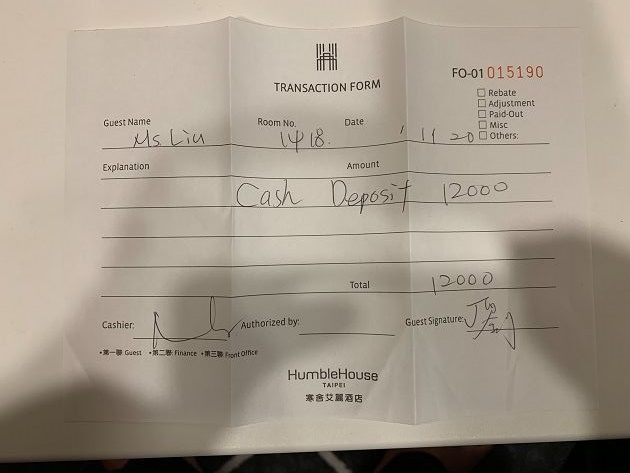 TRANSACTION FORM
FO-01 015190
Rebate
Adjustment
Paid-Out
Misc
Others:
Guest Name Ms Liu Room No. 1418. Date 11 20
Explanation Amount
Cash Deposit 12000
Total 12000
Cashier: Authorized by: Guest Signature:
•第一聯 Guest •第二聯 Finance •第三聯 Front Office
HumbleHouse
TAIPEI
寒舍艾麗酒店